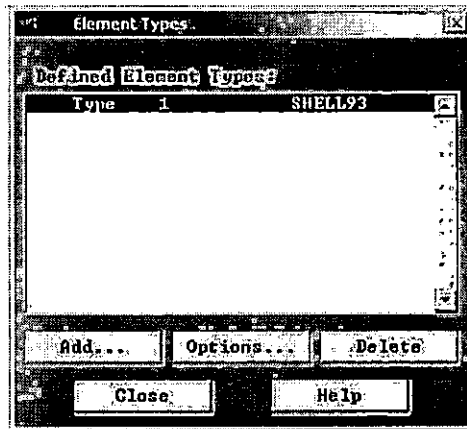 Element Types
Defined Element Types:
Type 1 SHELL93
Add... Options... Delete
Close Help